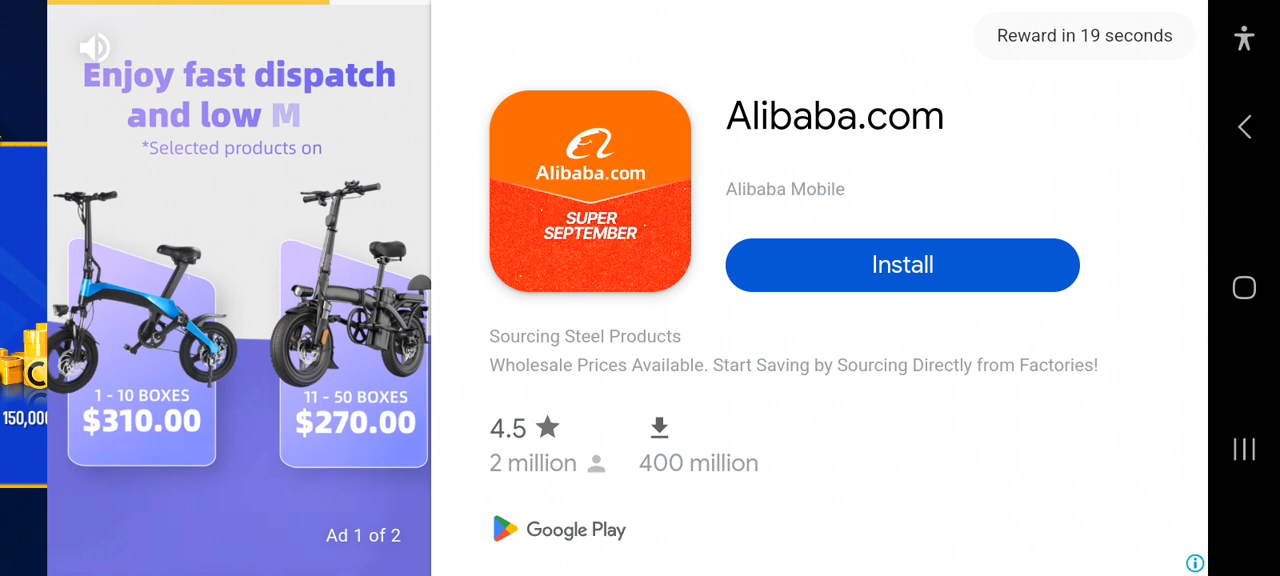 Enjoy fast dispatch
and low M
*Selected products on
1 - 10 BOXES
$310.00
11 - 50 BOXES
$270.00
150,000
Ad 1 of 2
Reward in 19 seconds
Alibaba.com
SUPER
SEPTEMBER
Alibaba.com
Alibaba Mobile
Install
Sourcing Steel Products
Wholesale Prices Available. Start Saving by Sourcing Directly from Factories!
4.5
2 million
400 million
Google Play